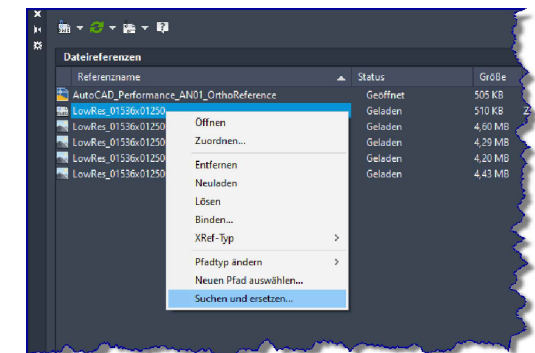 Dateireferenzen
Referenzname Status Größe
AutoCAD_Performance_AN01_OrthoReference Geöffnet 505 KB
LowRes_01536x01250 Geladen 510 KB
LowRes_01536x01250 Geladen 4,60 MB
LowRes_01536x01250 Geladen 4,29 MB
LowRes_01536x01250 Geladen 4,20 MB
LowRes_01536x01250 Geladen 4,43 MB
Öffnen
Zuordnen...
Entfernen
Neuladen
Lösen
Binden...
XRef-Typ
Pfadtyp ändern
Neuen Pfad auswählen...
Suchen und ersetzen...